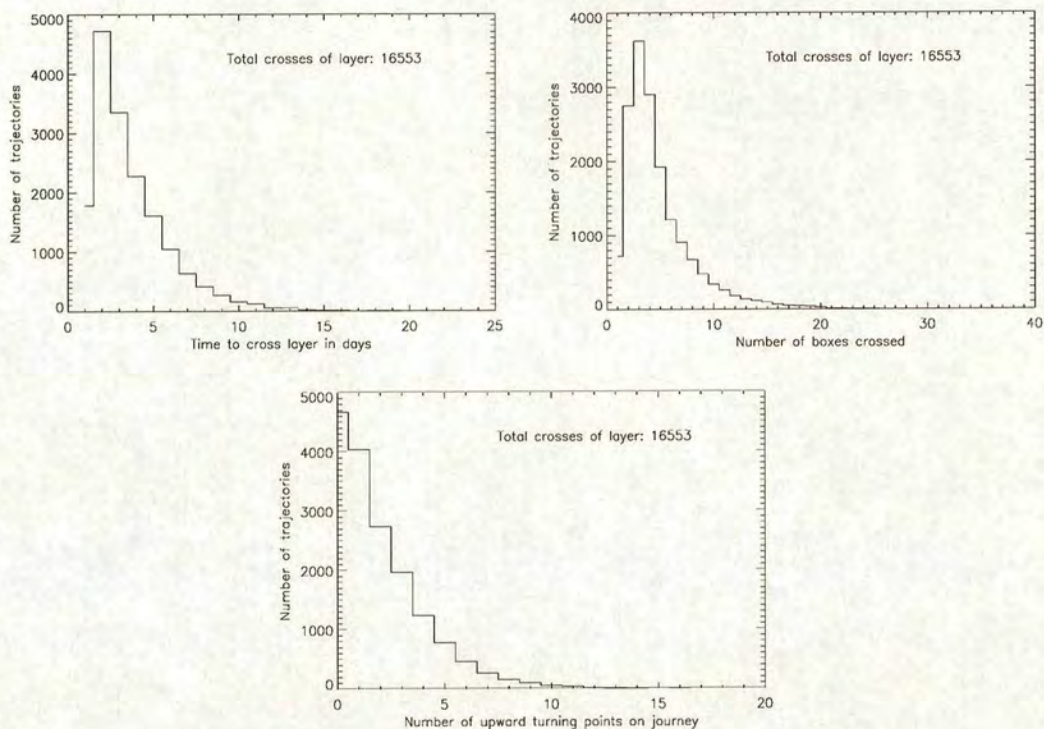 5000
4000
3000
2000
1000
0
Number of trajectories
Total crosses of layer: 16553
0 5 10 15 20 25
Time to cross layer in days
4000
3000
2000
1000
0
Number of trajectories
Total crosses of layer: 16553
0 10 20 30 40
Number of boxes crossed
5000
4000
3000
2000
1000
0
Number of trajectories
Total crosses of layer: 16553
0 5 10 15 20
Number of upward turning points on journey